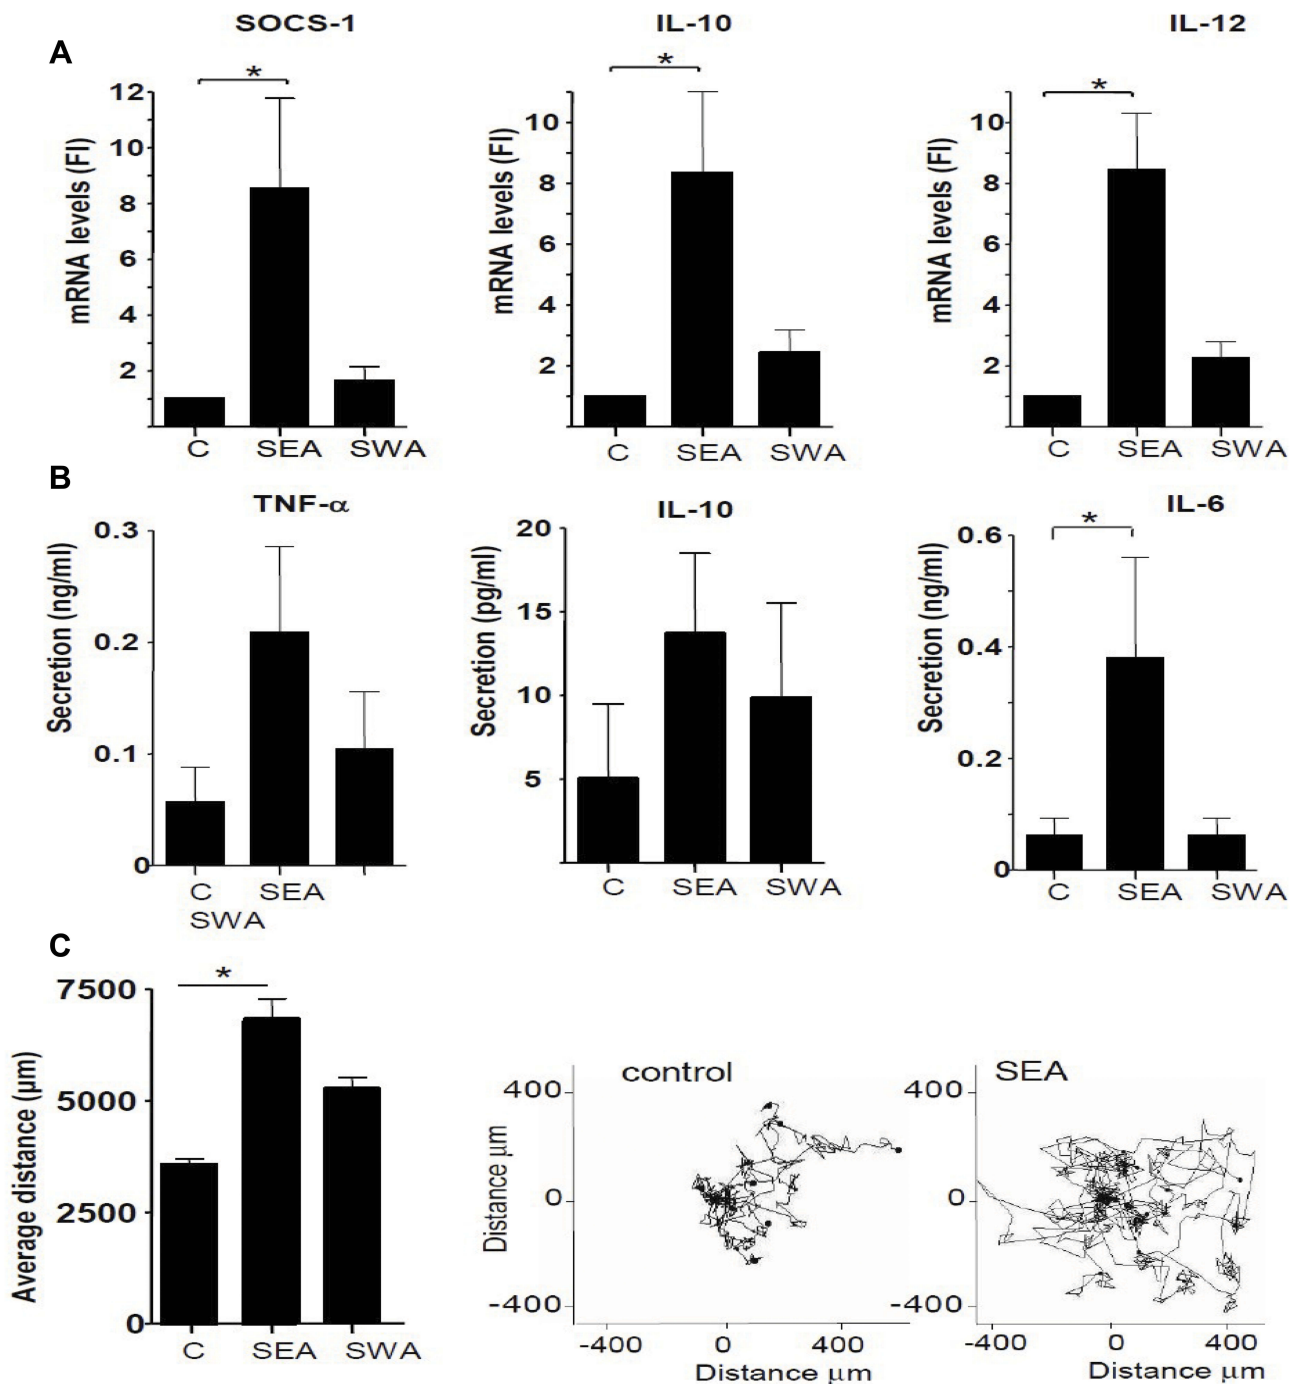 SOCS-1 IL-10 IL-12
A
* * *
mRNA levels (FI)
12
10
8
6
4
2
C SEA SWA
mRNA levels (FI)
10
8
6
4
2
C SEA SWA
mRNA levels (FI)
10
8
6
4
2
C SEA SWA
B
TNF-α
Secretion (ng/ml)
0.3
0.2
0.1
0
C SEA
SWA
IL-10
Secretion (pg/ml)
20
15
10
5
C SEA SWA
IL-6
*
Secretion (ng/ml)
0.6
0.4
0.2
0
C SEA SWA
C
*
Average distance (µm)
7500
5000
2500
0
C SEA SWA
control
Distance µm
400
0
-400
-400 0 400
Distance µm
SEA
400
0
-400
-400 0 400
Distance µm